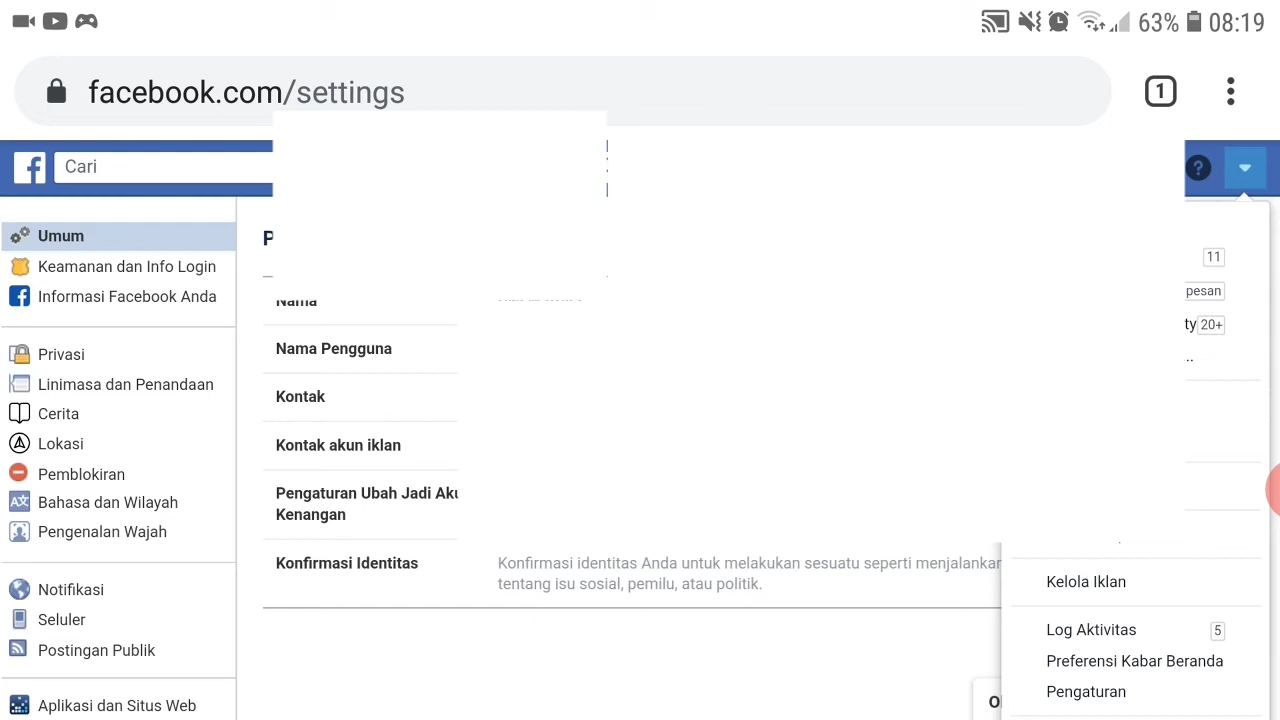 63% 08:19
facebook.com/settings
1
Cari
?
Umum
Keamanan dan Info Login
Informasi Facebook Anda
Privasi
Linimasa dan Penandaan
Cerita
Lokasi
Pemblokiran
Bahasa dan Wilayah
Pengenalan Wajah
Notifikasi
Seluler
Postingan Publik
Aplikasi dan Situs Web
P
Nama
Nama Pengguna
Kontak
Kontak akun iklan
Pengaturan Ubah Jadi Aku
Kenangan
Konfirmasi Identitas
Konfirmasi identitas Anda untuk melakukan sesuatu seperti menjalankan
tentang isu sosial, pemilu, atau politik.
11
pesan
ty 20+
..
Kelola Iklan
Log Aktivitas 5
Preferensi Kabar Beranda
Pengaturan